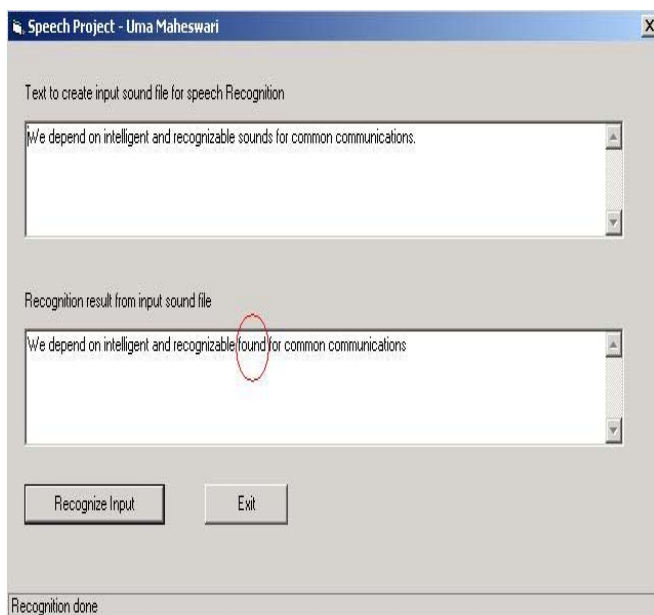 Speech Project - Uma Maheswari
Text to create input sound file for speech Recognition
We depend on intelligent and recognizable sounds for common communications.
Recognition result from input sound file
We depend on intelligent and recognizable found for common communications
Recognize Input
Exit
Recognition done